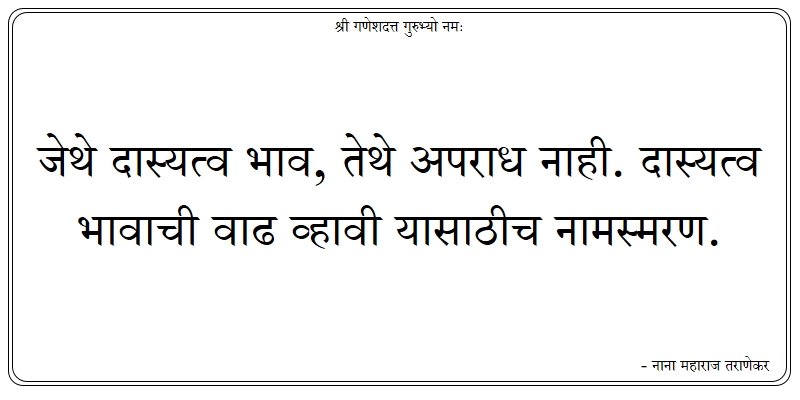 श्री गणेशदत्त गुरुभ्यो नमः
जेथे दास्यत्व भाव, तेथे अपराध नाही. दास्यत्व
भावाची वाढ व्हावी यासाठीच नामस्मरण.
- नाना महाराज तराणेकर